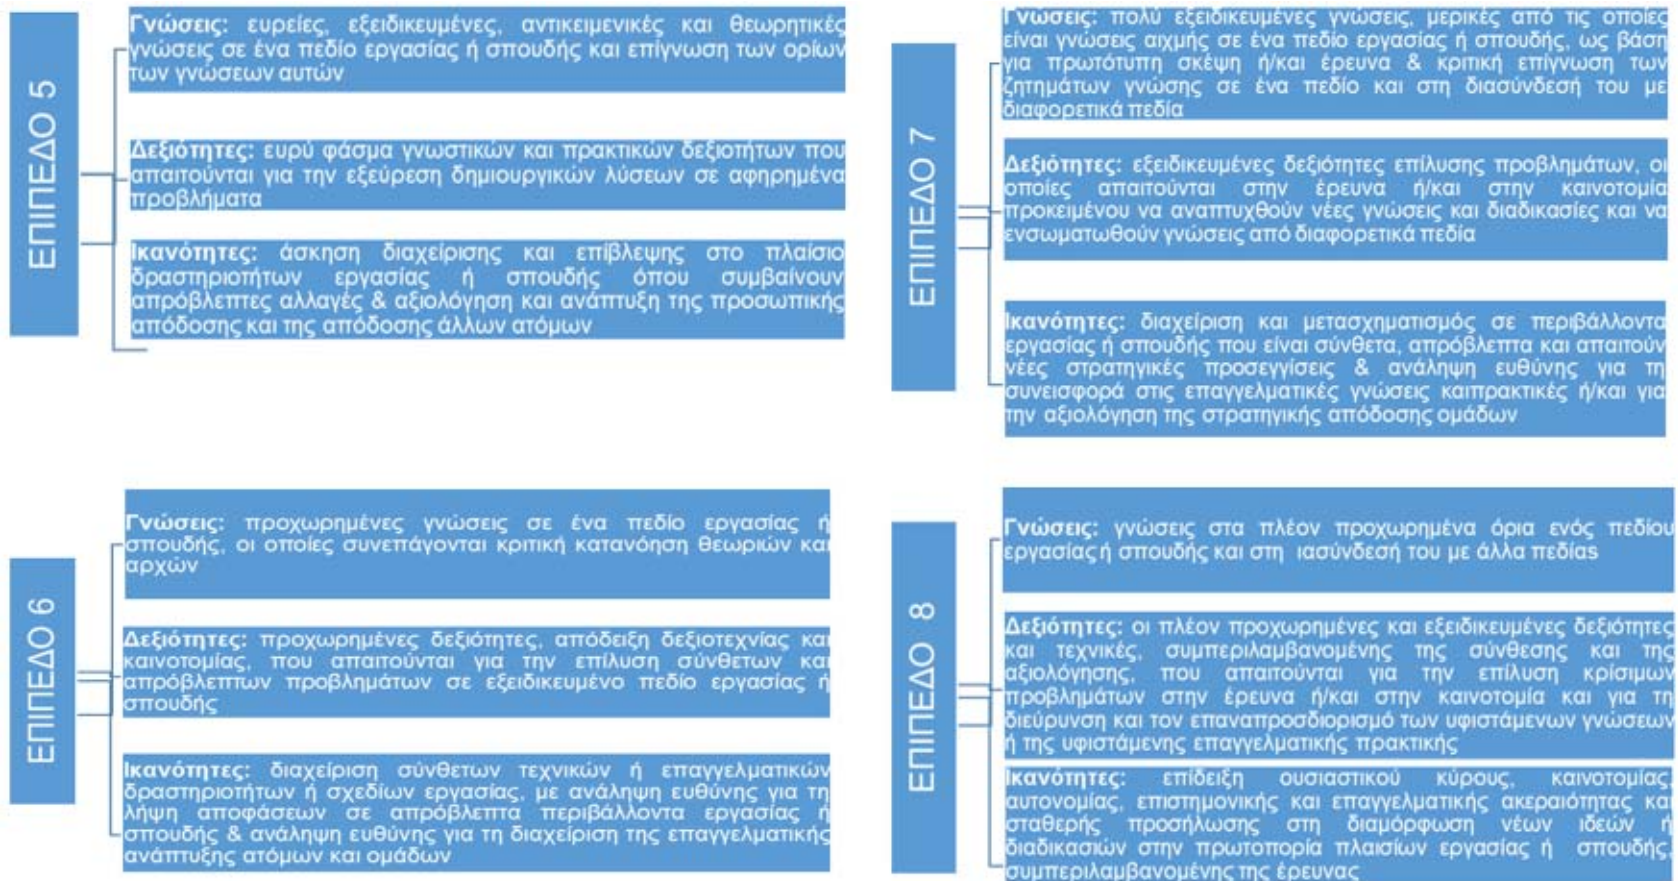 ΕΠΙΠΕΔΟ 5
Γνώσεις: ευρείες, εξειδικευμένες, αντικειμενικές και θεωρητικές
γνώσεις σε ένα πεδίο εργασίας ή σπουδής και επίγνωση των ορίων
των γνώσεων αυτών
Δεξιότητες: ευρύ φάσμα γνωστικών και πρακτικών δεξιοτήτων που
απαιτούνται για την εξεύρεση δημιουργικών λύσεων σε αφηρημένα
προβλήματα
Ικανότητες: άσκηση διαχείρισης και επίβλεψης στο πλαίσιο
δραστηριοτήτων εργασίας ή σπουδής όπου συμβαίνουν
απρόβλεπτες αλλαγές & αξιολόγηση και ανάπτυξη της προσωπικής
απόδοσης και της απόδοσης άλλων ατόμων
ΕΠΙΠΕΔΟ 6
Γνώσεις: προχωρημένες γνώσεις σε ένα πεδίο εργασίας ή
σπουδής, οι οποίες συνεπάγονται κριτική κατανόηση θεωριών και
αρχών
Δεξιότητες: προχωρημένες δεξιότητες, απόδειξη δεξιοτεχνίας και
καινοτομίας, που απαιτούνται για την επίλυση σύνθετων και
απρόβλεπτων προβλημάτων σε εξειδικευμένο πεδίο εργασίας ή
σπουδής
Ικανότητες: διαχείριση σύνθετων τεχνικών ή επαγγελματικών
δραστηριοτήτων ή σχεδίων εργασίας, με ανάληψη ευθύνης για τη
λήψη αποφάσεων σε απρόβλεπτα περιβάλλοντα εργασίας ή
σπουδής & ανάληψη ευθύνης για τη διαχείριση της επαγγελματικής
ανάπτυξης ατόμων και ομάδων
ΕΠΙΠΕΔΟ 7
Γνώσεις: πολύ εξειδικευμένες γνώσεις, μερικές από τις οποίες
είναι γνώσεις αιχμής σε ένα πεδίο εργασίας ή σπουδής, ως βάση
για πρωτότυπη σκέψη ή/και έρευνα & κριτική επίγνωση των
ζητημάτων γνώσης σε ένα πεδίο και στη διασύνδεσή του με
διαφορετικά πεδία
Δεξιότητες: εξειδικευμένες δεξιότητες επίλυσης προβλημάτων, οι
οποίες απαιτούνται στην έρευνα ή/και στην καινοτομία
προκειμένου να αναπτυχθούν νέες γνώσεις και διαδικασίες και να
ενσωματωθούν γνώσεις από διαφορετικά πεδία
Ικανότητες: διαχείριση και μετασχηματισμός σε περιβάλλοντα
εργασίας ή σπουδής που είναι σύνθετα, απρόβλεπτα και απαιτούν
νέες στρατηγικές προσεγγίσεις & ανάληψη ευθύνης για τη
συνεισφορά στις επαγγελματικές γνώσεις καιπρακτικές ή/και για
την αξιολόγηση της στρατηγικής απόδοσης ομάδων
ΕΠΙΠΕΔΟ 8
Γνώσεις: γνώσεις στα πλέον προχωρημένα όρια ενός πεδίου
εργασίας ή σπουδής και στη ιασύνδεσή του με άλλα πεδίας
Δεξιότητες: οι πλέον προχωρημένες και εξειδικευμένες δεξιότητες
και τεχνικές, συμπεριλαμβανομένης της σύνθεσης και της
αξιολόγησης, που απαιτούνται για την επίλυση κρίσιμων
προβλημάτων στην έρευνα ή/και στην καινοτομία και για τη
διεύρυνση και τον επαναπροσδιορισμό των υφιστάμενων γνώσεων
ή της υφιστάμενης επαγγελματικής πρακτικής
Ικανότητες: επίδειξη ουσιαστικού κύρους, καινοτομίας,
αυτονομίας, επιστημονικής και επαγγελματικής ακεραιότητας και
σταθερής προσήλωσης στη διαμόρφωση νέων ιδεών ή
διαδικασιών στην πρωτοπορία πλαισίων εργασίας ή σπουδής,
συμπεριλαμβανομένης της έρευνας